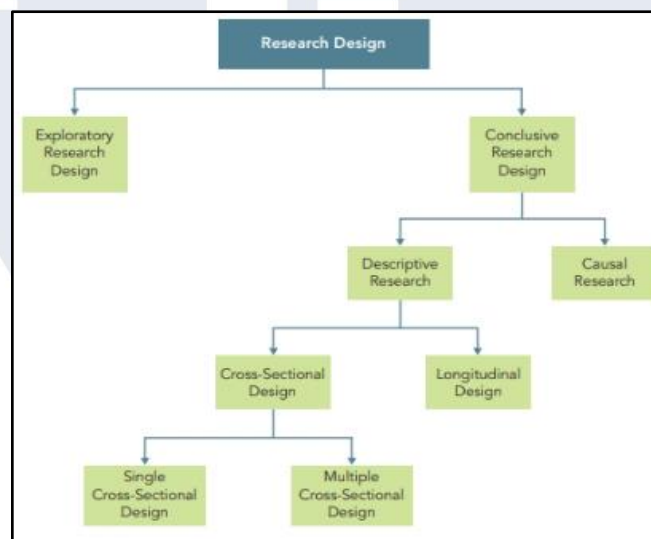 Research Design
Exploratory
Research
Design
Conclusive
Research
Design
Descriptive
Research
Causal
Research
Cross-Sectional
Design
Longitudinal
Design
Single
Cross-Sectional
Design
Multiple
Cross-Sectional
Design